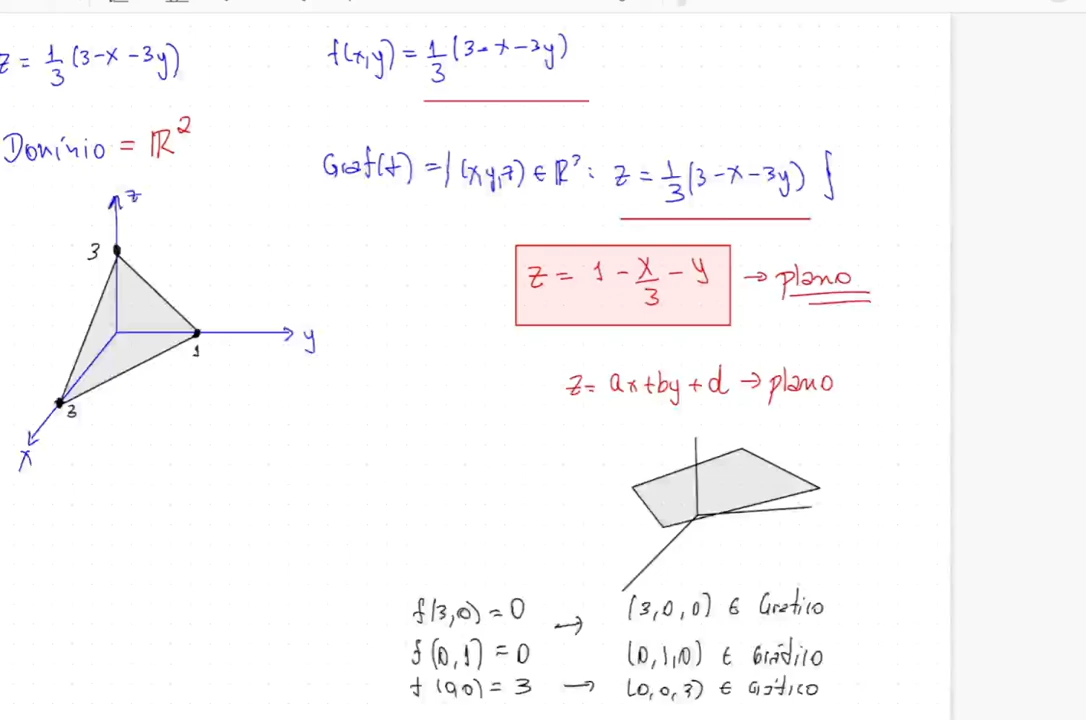 z = 1/3 (3-x-3y)
f(x,y) = 1/3 (3-x-3y)
Domínio = ℝ²
Graf(f) = { (x,y,z) ∈ ℝ³ : z = 1/3 (3-x-3y) }
z
3
z = 1 - x/3 - y → plano
y
1
z = ax+by+d → plano
3
x
f(3,0) = 0 → (3,0,0) ∈ Gráfico
f(0,1) = 0 (0,1,0) ∈ Gráfico
f(0,0) = 3 → (0,0,3) ∈ Gráfico